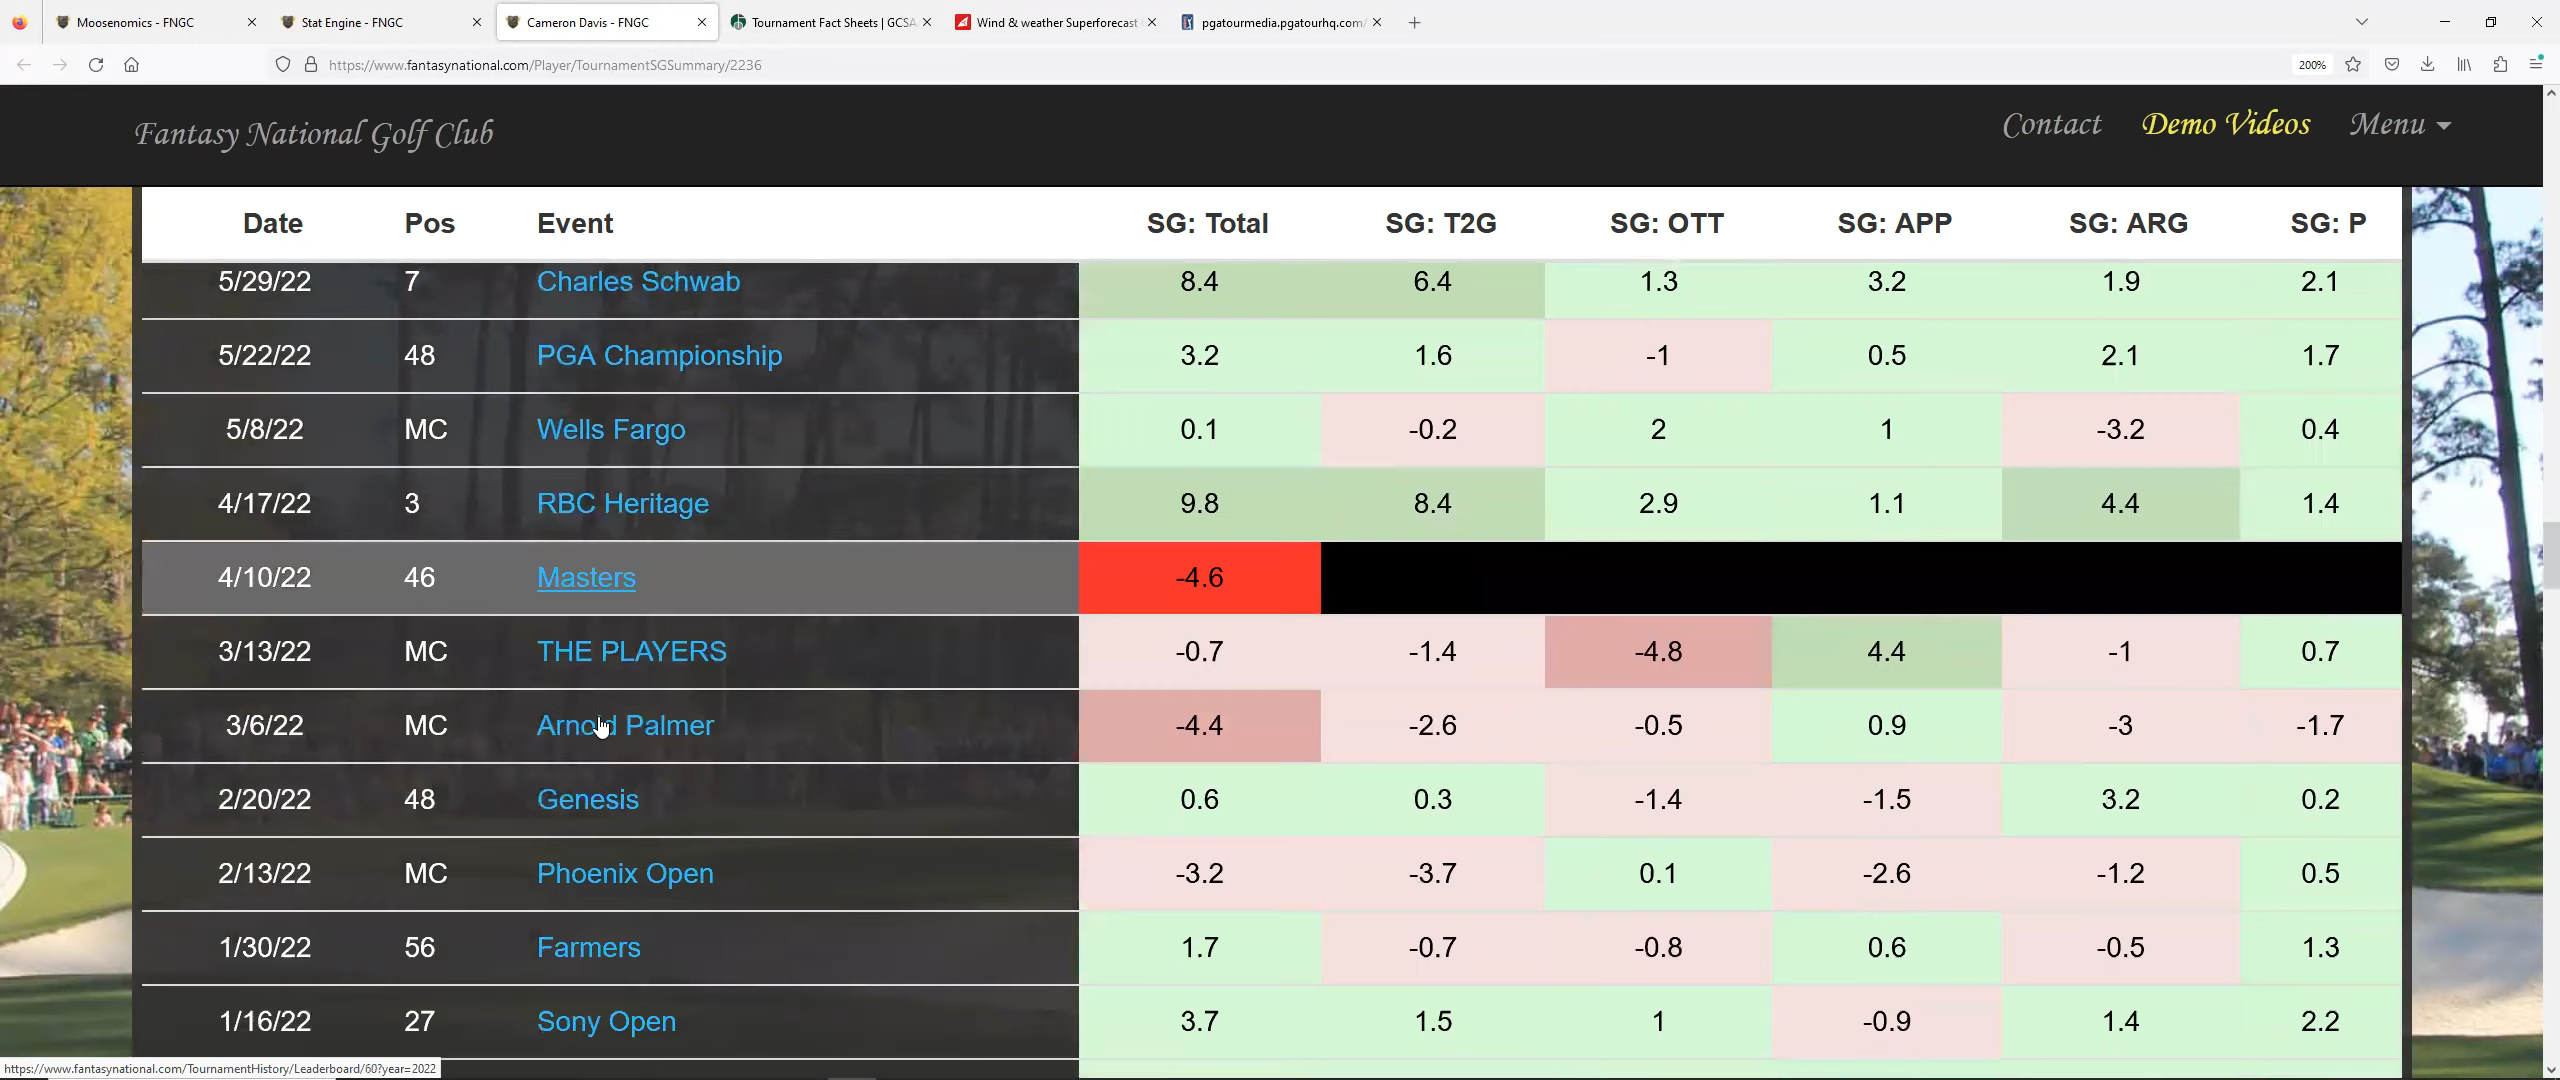 Moosenomics - FNGC
Stat Engine - FNGC
Cameron Davis - FNGC
Tournament Fact Sheets | GCSA
Wind & weather Superforecast
pgatourmedia.pgatourhq.com/
https://www.fantasynational.com/Player/TournamentSGSummary/2236
200%
Fantasy National Golf Club
Contact Demo Videos Menu
Date Pos Event SG: Total SG: T2G SG: OTT SG: APP SG: ARG SG: P
5/29/22 7 Charles Schwab 8.4 6.4 1.3 3.2 1.9 2.1
5/22/22 48 PGA Championship 3.2 1.6 -1 0.5 2.1 1.7
5/8/22 MC Wells Fargo 0.1 -0.2 2 1 -3.2 0.4
4/17/22 3 RBC Heritage 9.8 8.4 2.9 1.1 4.4 1.4
4/10/22 46 Masters -4.6
3/13/22 MC THE PLAYERS -0.7 -1.4 -4.8 4.4 -1 0.7
3/6/22 MC Arnold Palmer -4.4 -2.6 -0.5 0.9 -3 -1.7
2/20/22 48 Genesis 0.6 0.3 -1.4 -1.5 3.2 0.2
2/13/22 MC Phoenix Open -3.2 -3.7 0.1 -2.6 -1.2 0.5
1/30/22 56 Farmers 1.7 -0.7 -0.8 0.6 -0.5 1.3
1/16/22 27 Sony Open 3.7 1.5 1 -0.9 1.4 2.2
https://www.fantasynational.com/TournamentHistory/Leaderboard/60?year=2022